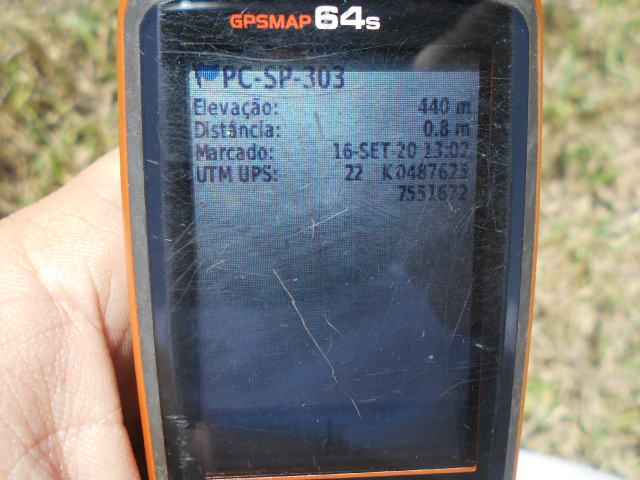 GPSMAP 64s
PC-SP-303
Elevação: 440 m
Distância: 0.8 m
Marcado: 16-SET-20 13:02
UTM UPS: 22 K0487623
7551672